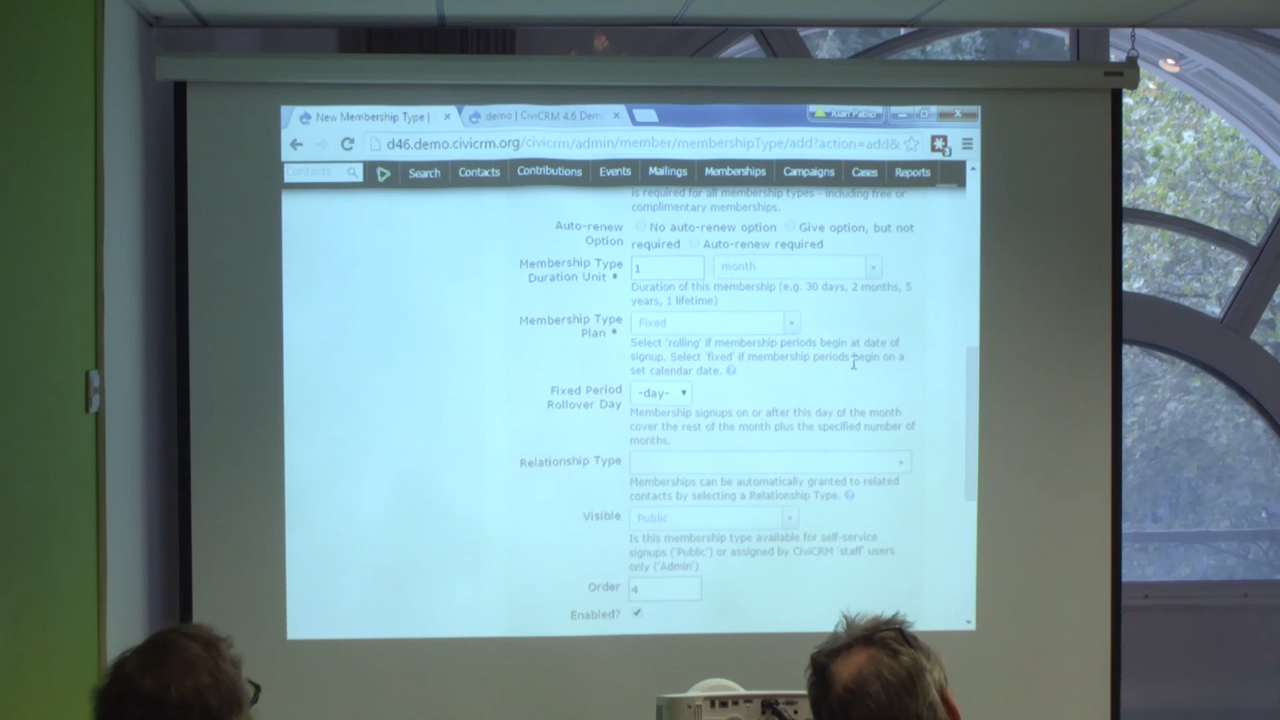 New Membership Type |
demo | CiviCRM 4.6 Dem
Juan Pablo
d46.demo.civicrm.org/civicrm/admin/member/membershipType/add?action=add&
Contacts
Search Contacts Contributions Events Mailings Memberships Campaigns Cases Reports
is required for all membership types - including free or
complimentary memberships.
Auto-renew
Option
No auto-renew option Give option, but not
required Auto-renew required
Membership Type
Duration Unit *
1 month
Duration of this membership (e.g. 30 days, 2 months, 5
years, 1 lifetime)
Membership Type
Plan *
Fixed
Select 'rolling' if membership periods begin at date of
signup. Select 'fixed' if membership periods begin on a
set calendar date.
Fixed Period
Rollover Day
-day-
Membership signups on or after this day of the month
cover the rest of the month plus the specified number of
months.
Relationship Type
Memberships can be automatically granted to related
contacts by selecting a Relationship Type.
Visible Public
Is this membership type available for self-service
signups ('Public') or assigned by CiviCRM 'staff' users
only ('Admin')
Order 4
Enabled?